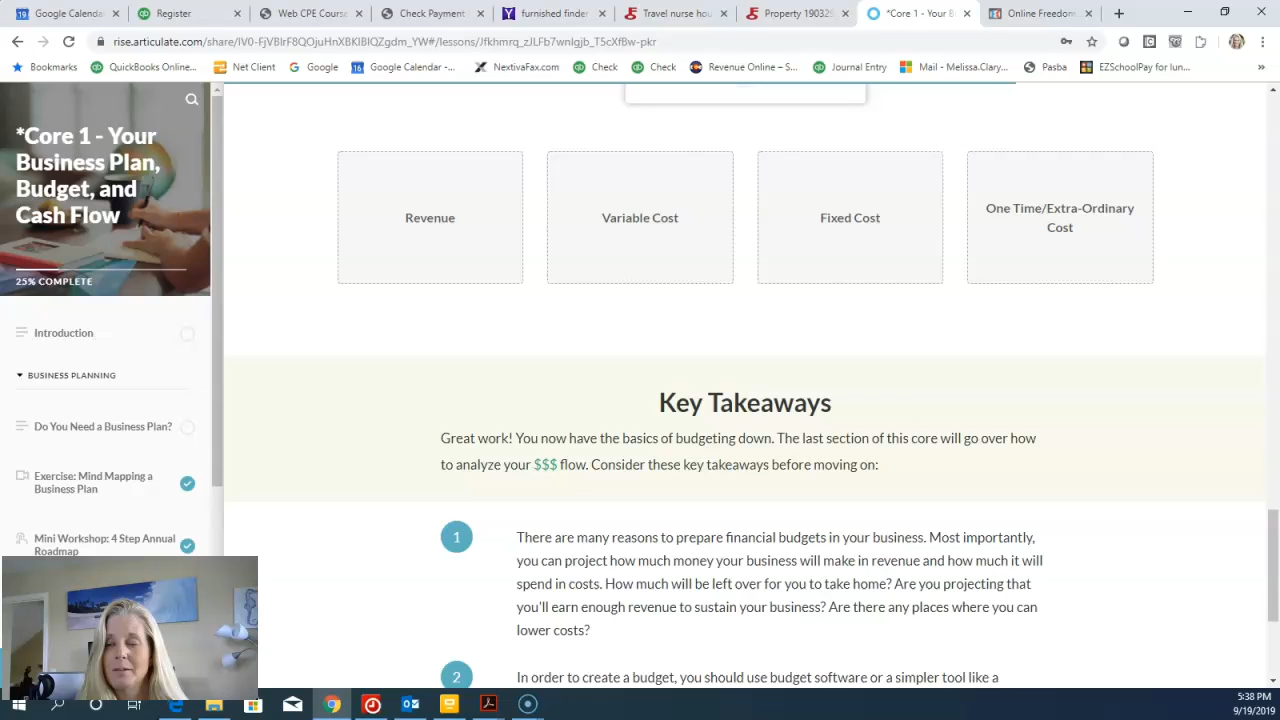 Google Calendar
Register
Web CPE Cours
Check Payment
furnished finder
Travel nurse hou
Property 190329
*Core 1 - Your B
Online Freedom
rise.articulate.com/share/
Bookmarks
QuickBooks Online...
Net Client
Google
Google Calendar -...
NextivaFax.com
Check
Check
Revenue Online – S...
Journal Entry
Mail - Melissa.Clary...
Pasba
EZSchoolPay for lun...
»
*Core 1 - Your
Business Plan,
Budget, and
Cash Flow
25% COMPLETE
Introduction
BUSINESS PLANNING
Do You Need a Business Plan?
Exercise: Mind Mapping a
Business Plan
Mini Workshop: 4 Step Annual
Roadmap
Revenue
Variable Cost
Fixed Cost
One Time/Extra-Ordinary
Cost
Key Takeaways
Great work! You now have the basics of budgeting down. The last section of this core will go over how
to analyze your $$$ flow. Consider these key takeaways before moving on:
1
There are many reasons to prepare financial budgets in your business. Most importantly,
you can project how much money your business will make in revenue and how much it will
spend in costs. How much will be left over for you to take home? Are you projecting that
you'll earn enough revenue to sustain your business? Are there any places where you can
lower costs?
2
In order to create a budget, you should use budget software or a simpler tool like a
5:38 PM
9/19/2019